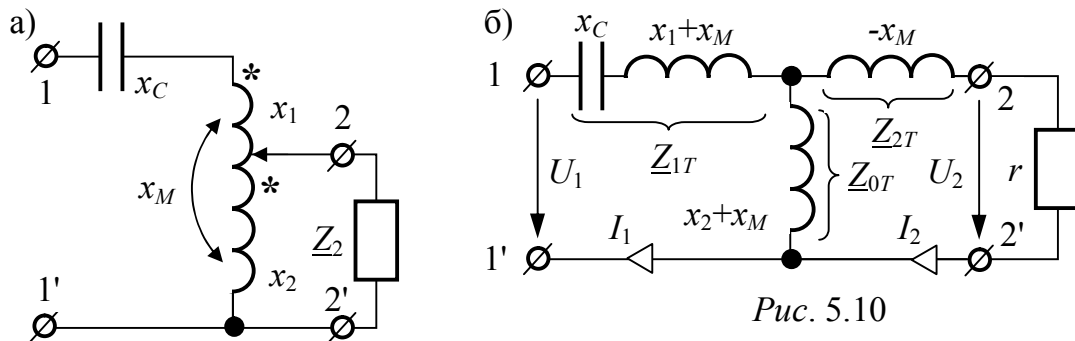 а)
1
x_C
*
x_1
2
*
x_M
Z_2
x_2
1'
2'
б)
x_C
x_1+x_M
-x_M
1
2
Z_1T
Z_2T
Z_0T
U_1
U_2
r
x_2+x_M
I_1
I_2
1'
2'
Рис. 5.10